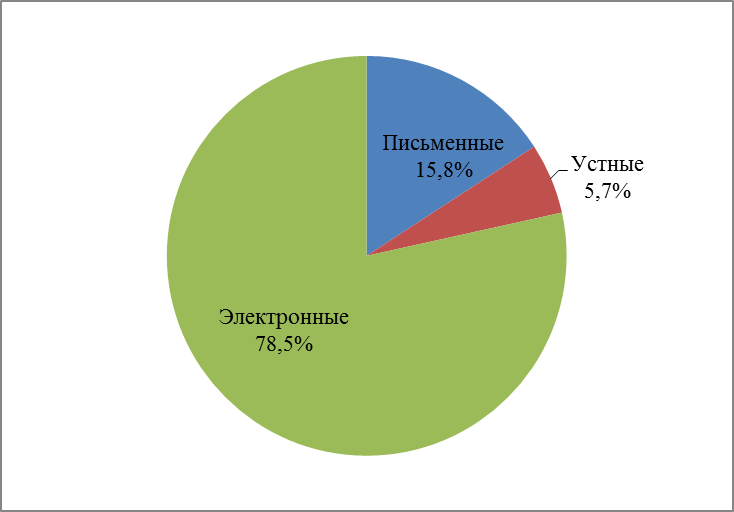 Письменные
15,8%
Устные
5,7%
Электронные
78,5%